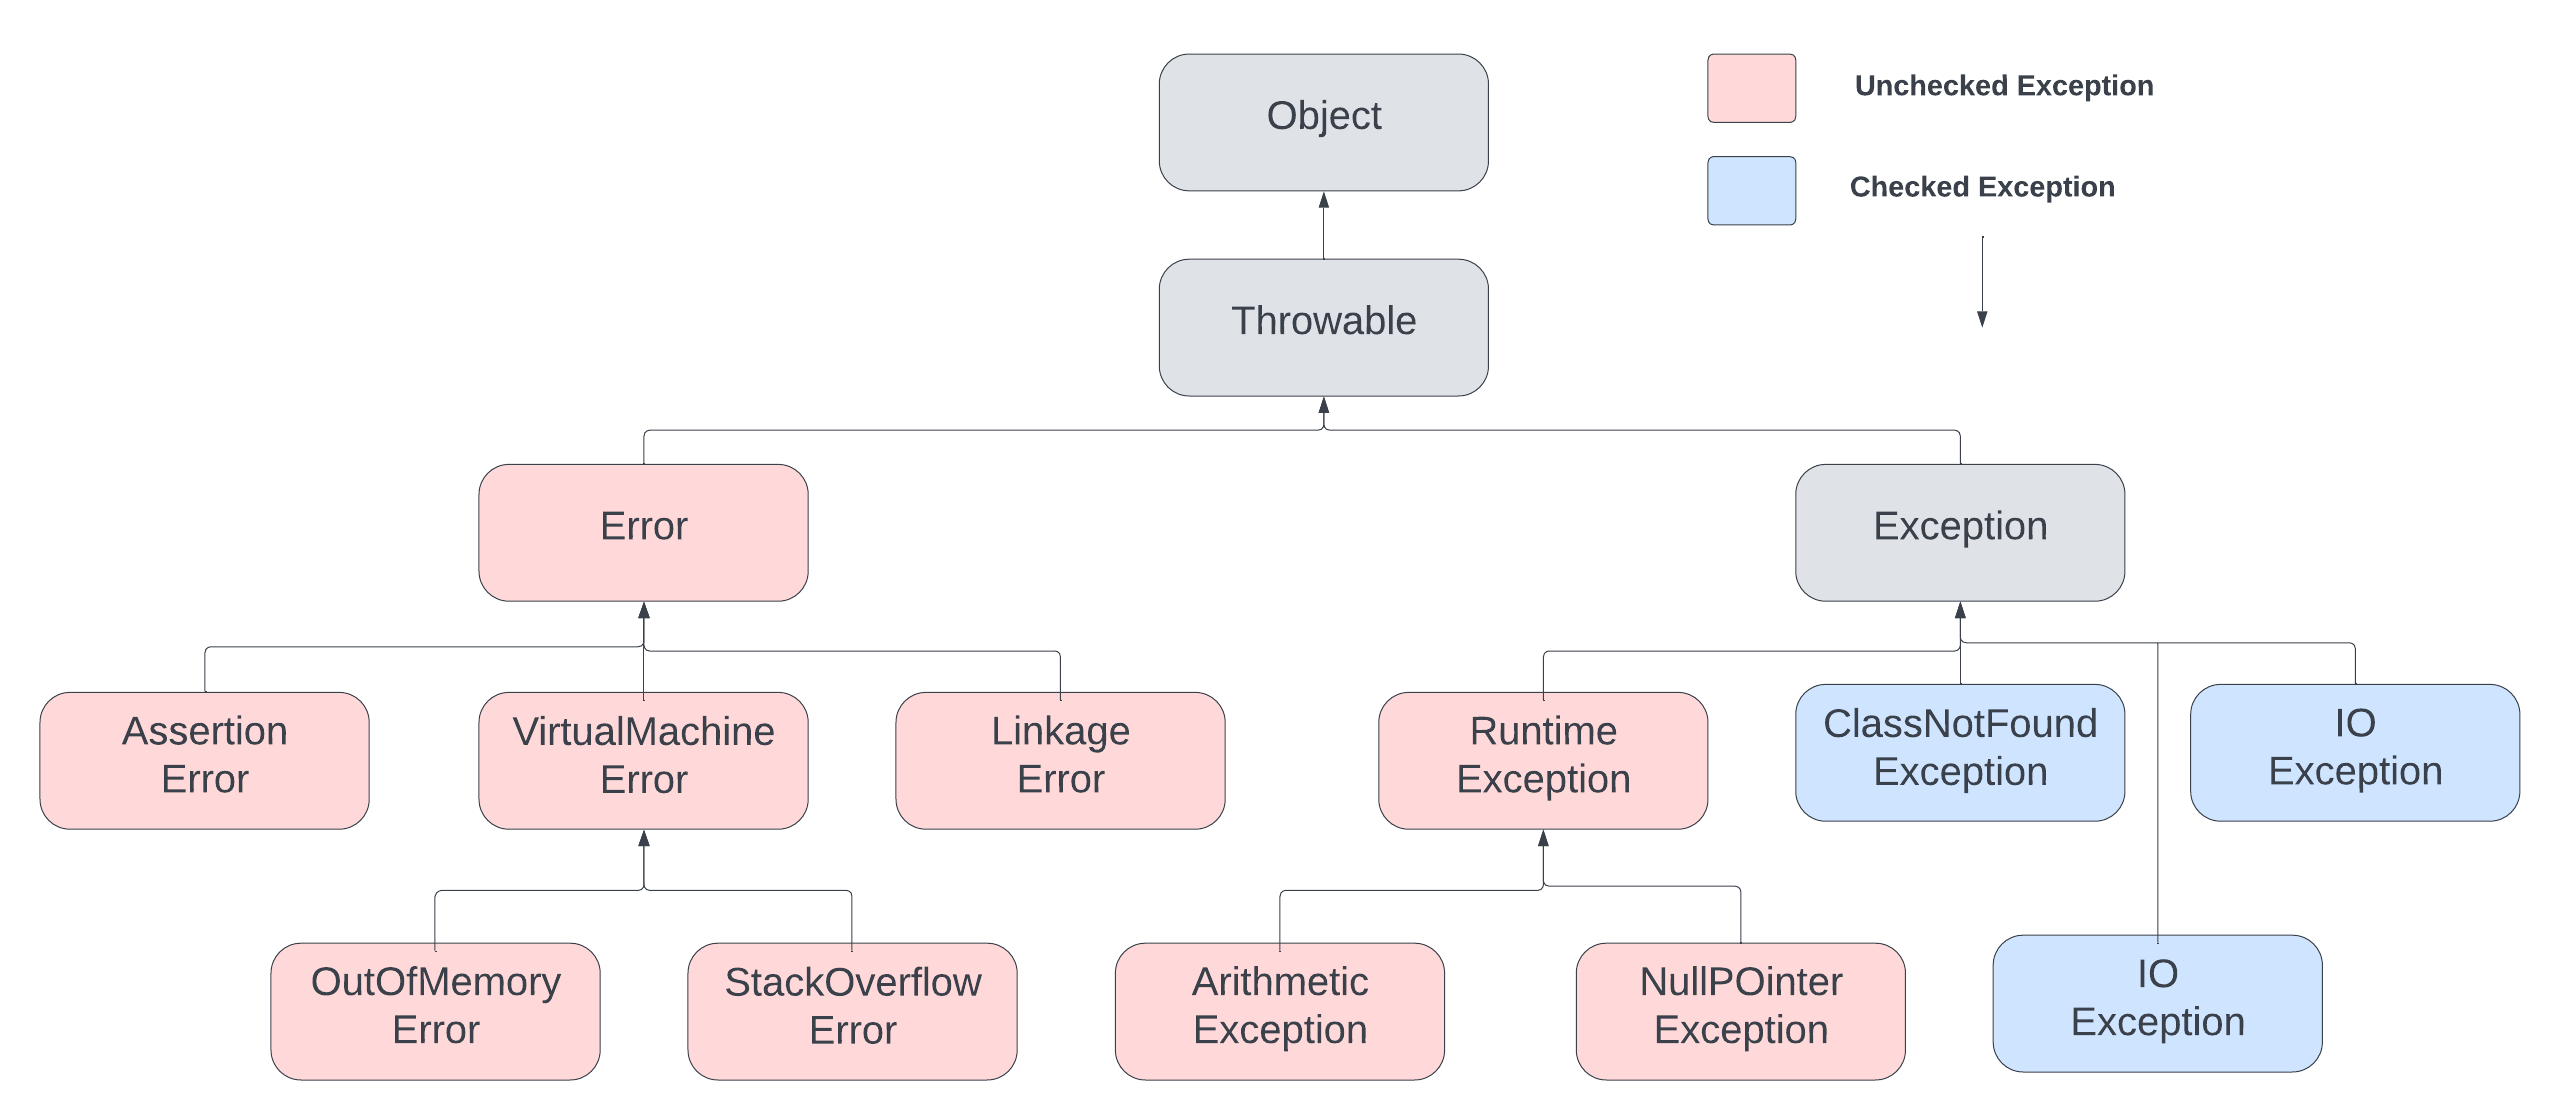 Object
Unchecked Exception
Checked Exception
Throwable
Error
Exception
Assertion
Error
VirtualMachine
Error
Linkage
Error
Runtime
Exception
ClassNotFound
Exception
IO
Exception
OutOfMemory
Error
StackOverflow
Error
Arithmetic
Exception
NullPOinter
Exception
IO
Exception